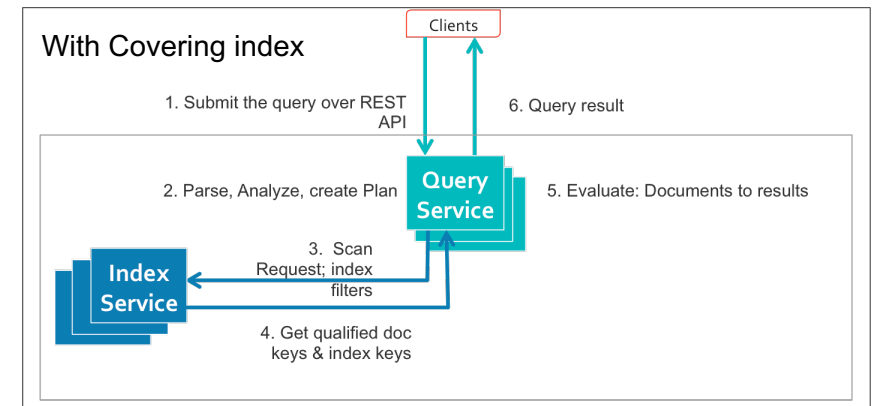 Clients
With Covering index
1. Submit the query over REST
API
6. Query result
2. Parse, Analyze, create Plan
Query
Service
5. Evaluate: Documents to results
3. Scan
Request; index
filters
Index
Service
4. Get qualified doc
keys & index keys